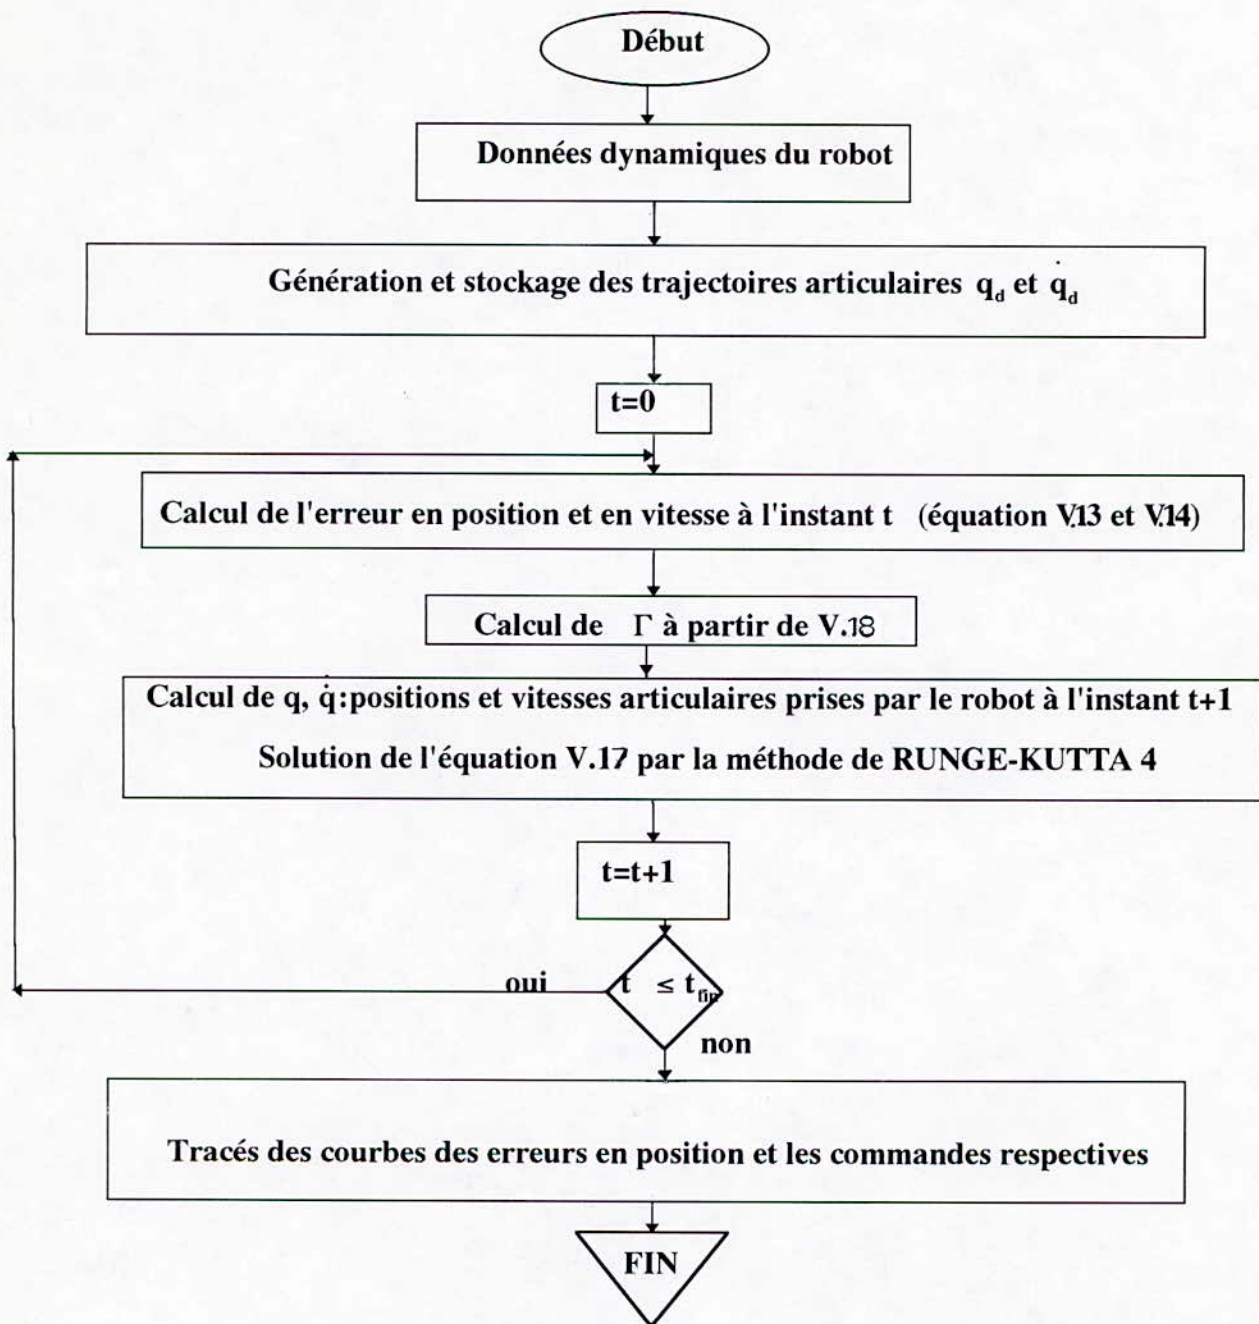 Début
Données dynamiques du robot
Génération et stockage des trajectoires articulaires q_d et q̇_d
t=0
Calcul de l'erreur en position et en vitesse à l'instant t (équation V.13 et V.14)
Calcul de Γ à partir de V.18
Calcul de q, q̇:positions et vitesses articulaires prises par le robot à l'instant t+1
Solution de l'équation V.17 par la méthode de RUNGE-KUTTA 4
t=t+1
oui
t ≤ t_fin
non
Tracés des courbes des erreurs en position et les commandes respectives
FIN